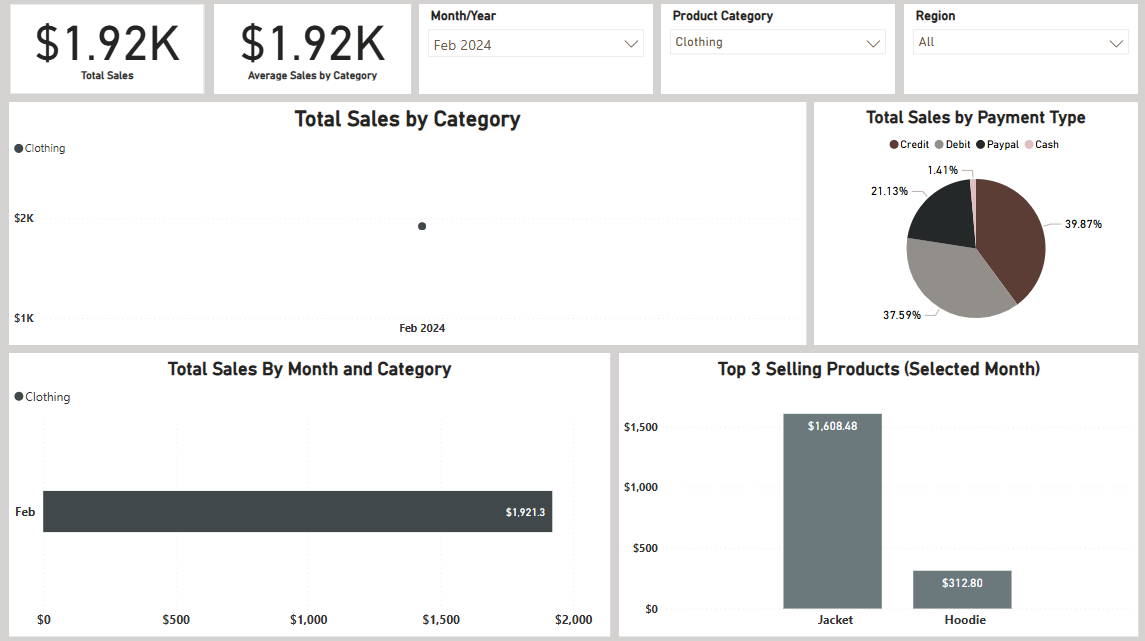 $1.92K
Total Sales
$1.92K
Average Sales by Category
Month/Year
Feb 2024
Product Category
Clothing
Region
All
Total Sales by Category
Clothing
$2K
$1K
Feb 2024
Total Sales by Payment Type
Credit Debit Paypal Cash
1.41%
21.13%
39.87%
37.59%
Total Sales By Month and Category
Clothing
Feb
$1,921.3
$0 $500 $1,000 $1,500 $2,000
Top 3 Selling Products (Selected Month)
$1,500
$1,000
$500
$0
$1,608.48
$312.80
Jacket Hoodie